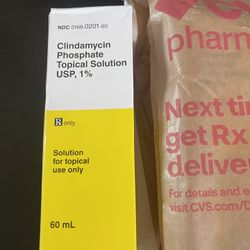 NDC 0168-0201-60
Clindamycin
Phosphate
Topical Solution
USP, 1%
Rx only
Solution for topical
use only
60 mL
pharm
Next tim
get Rx
deliver
For details and e
visit CVS.com/D